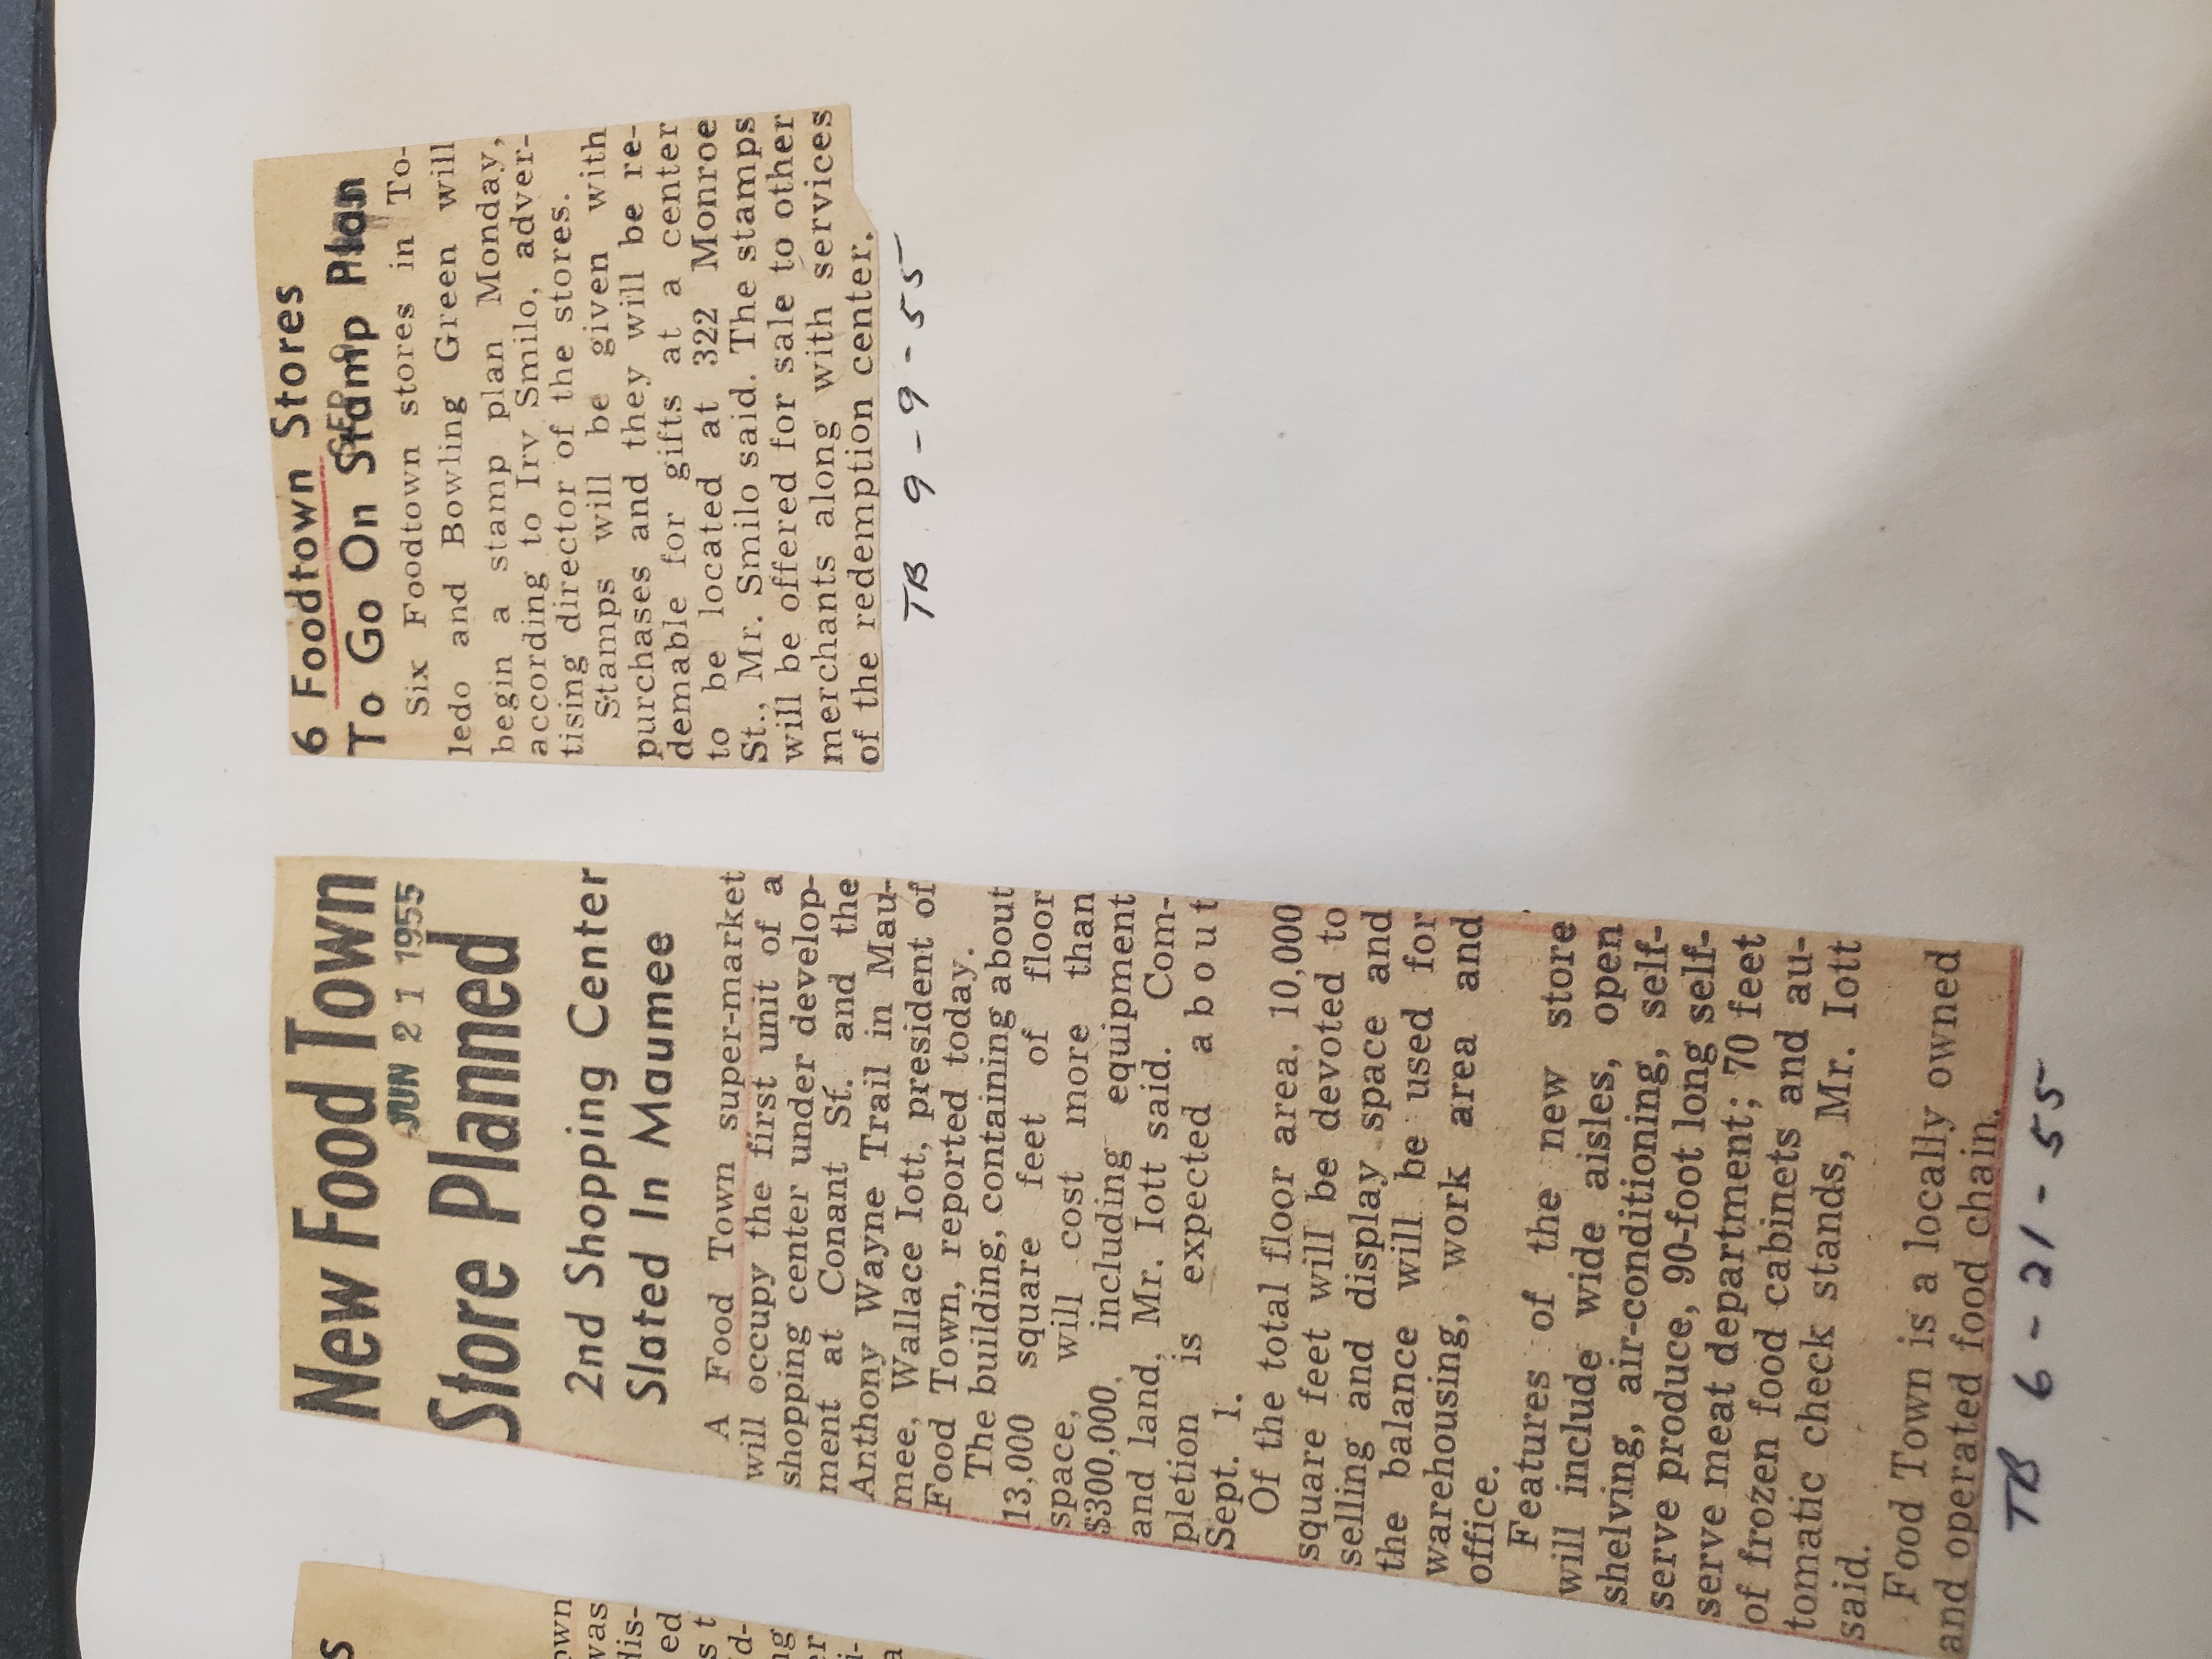 New Food Town
JUN 21 1955
Store Planned
2nd Shopping Center
Slated In Maumee
A Food Town super-market
will occupy the first unit of a
shopping center under develop-
ment at Conant St. and the
Anthony Wayne Trail in Mau-
mee, Wallace Iott, president of
Food Town, reported today.
The building, containing about
13,000 square feet of floor
space, will cost more than
$300,000, including equipment
and land, Mr. Iott said. Com-
pletion is expected about
Sept. 1.
Of the total floor area, 10,000
square feet will be devoted to
selling and display space and
the balance will be used for
warehousing, work area and
office.
Features of the new store
will include wide aisles, open
shelving, air-conditioning, self-
serve produce, 90-foot long self-
serve meat department; 70 feet
of frozen food cabinets and au-
tomatic check stands, Mr. Iott
said.
Food Town is a locally owned
and operated food chain.
TB 6-21-55
6 Foodtown Stores
To Go On Stamp Plan
Six Foodtown stores in To-
ledo and Bowling Green will
begin a stamp plan Monday,
according to Irv Smilo, adver-
tising director of the stores.
Stamps will be given with
purchases and they will be re-
demable for gifts at a center
to be located at 322 Monroe
St., Mr. Smilo said. The stamps
will be offered for sale to other
merchants along with services
of the redemption center.
TB 9-9-55